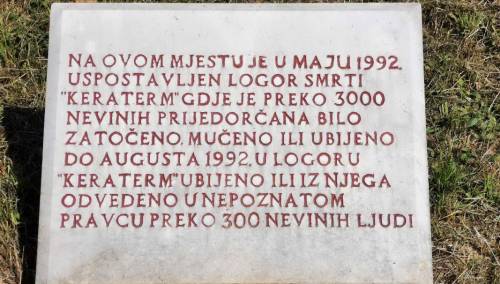 NA OVOM MJESTU JE U MAJU 1992.
USPOSTAVLJEN LOGOR SMRTI
"KERATERM" GDJE JE PREKO 3000
NEVINIH PRIJEDORČANA BILO
ZATOČENO, MUČENO ILI UBIJENO
DO AUGUSTA 1992. U LOGORU
"KERATERM" UBIJENO ILI IZ NJEGA
ODVEDENO U NEPOZNATOM
PRAVCU PREKO 300 NEVINIH LJUDI